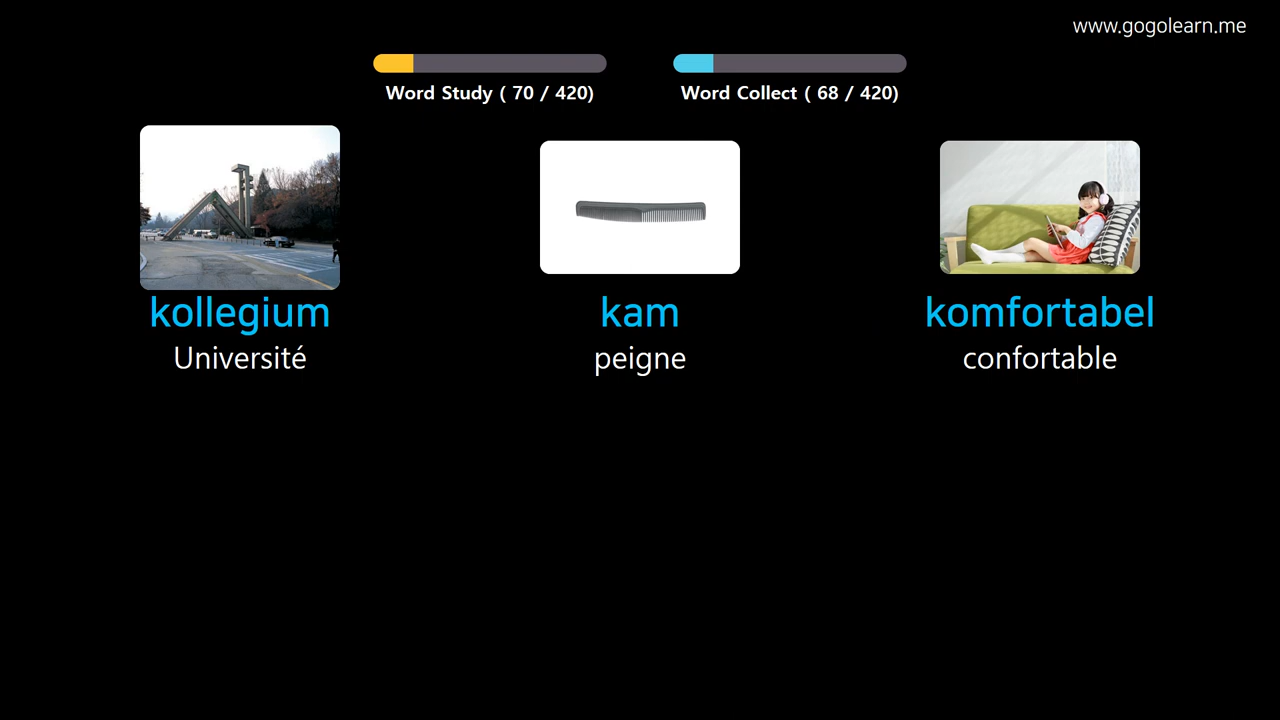 www.gogolearn.me
Word Study ( 70 / 420)
Word Collect ( 68 / 420)
kollegium
Université
kam
peigne
komfortabel
confortable